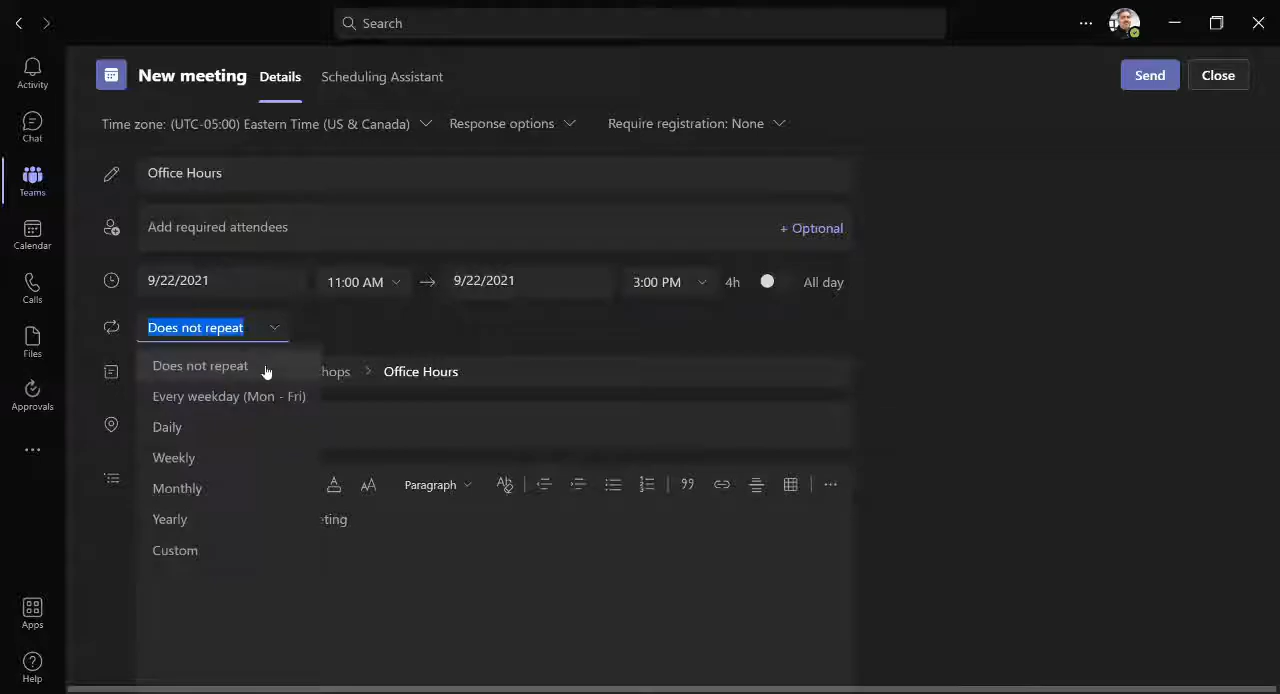 Search
Activity
Chat
Teams
Calendar
Calls
Files
Approvals
Apps
Help
New meeting Details Scheduling Assistant Send Close
Time zone: (UTC-05:00) Eastern Time (US & Canada) Response options Require registration: None
Office Hours
Add required attendees + Optional
9/22/2021 11:00 AM → 9/22/2021 3:00 PM 4h All day
Does not repeat
Does not repeat
hops > Office Hours
Every weekday (Mon - Fri)
Daily
Weekly
Monthly
Paragraph
Yearly
ting
Custom